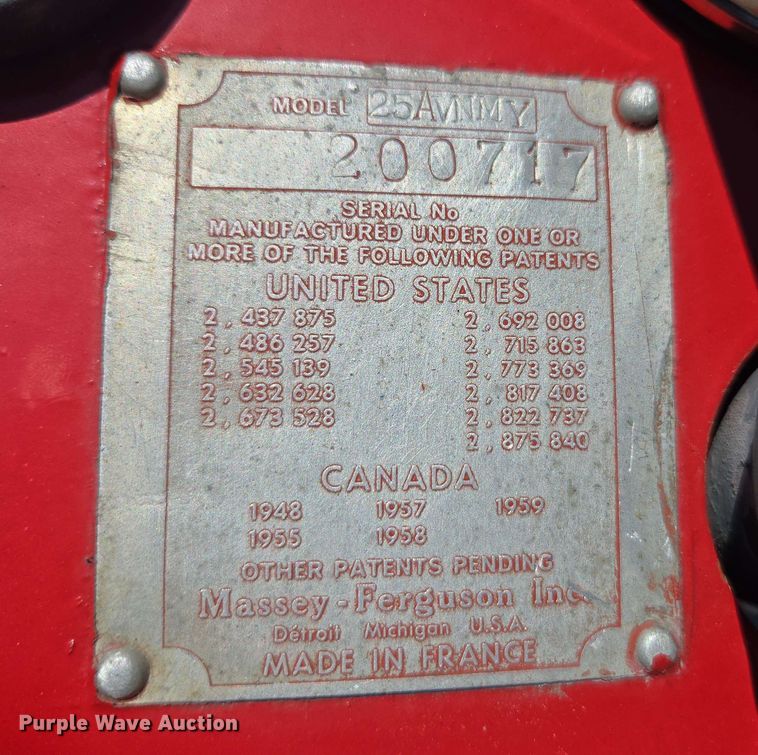 MODEL 25AVNMY
200717
SERIAL No
MANUFACTURED UNDER ONE OR
MORE OF THE FOLLOWING PATENTS
UNITED STATES
2, 437 875 2, 692 008
2, 486 257 2, 715 863
2, 545 139 2, 773 369
2, 632 628 2, 817 408
2, 673 528 2, 822 737
2, 875 840
CANADA
1948 1957 1959
1955 1958
OTHER PATENTS PENDING
Massey-Ferguson Inc.
Détroit Michigan U.S.A.
MADE IN FRANCE
Purple Wave Auction